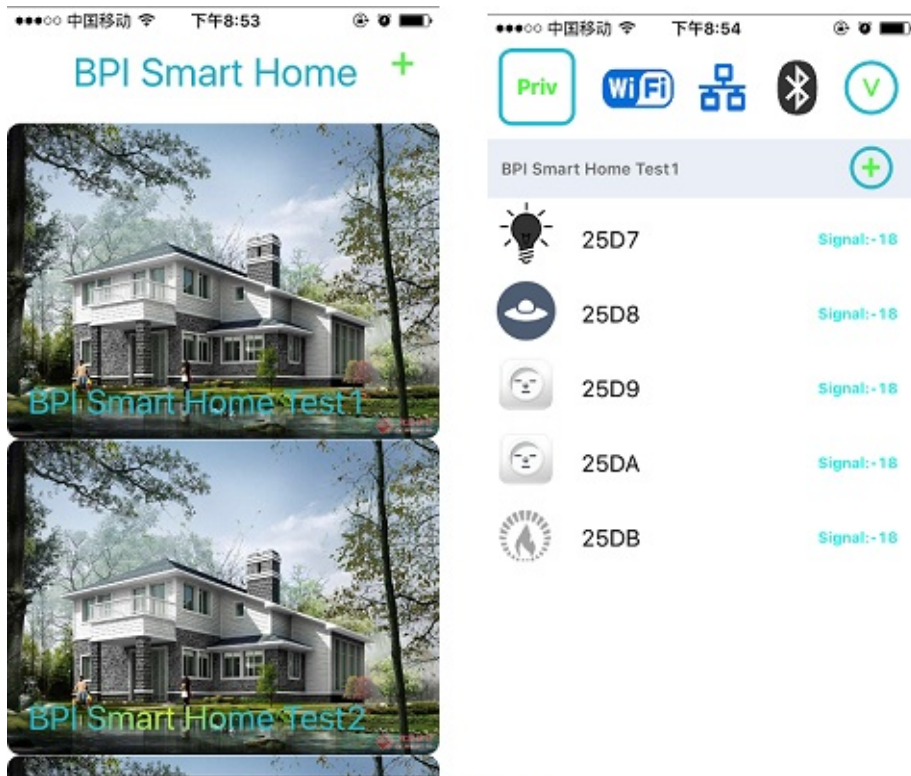 中国移动 下午8:53
BPI Smart Home +
BPI Smart Home Test1
BPI Smart Home Test2
中国移动 下午8:54
Priv WiFi V
BPI Smart Home Test1 +
25D7 Signal:-18
25D8 Signal:-18
25D9 Signal:-18
25DA Signal:-18
25DB Signal:-18